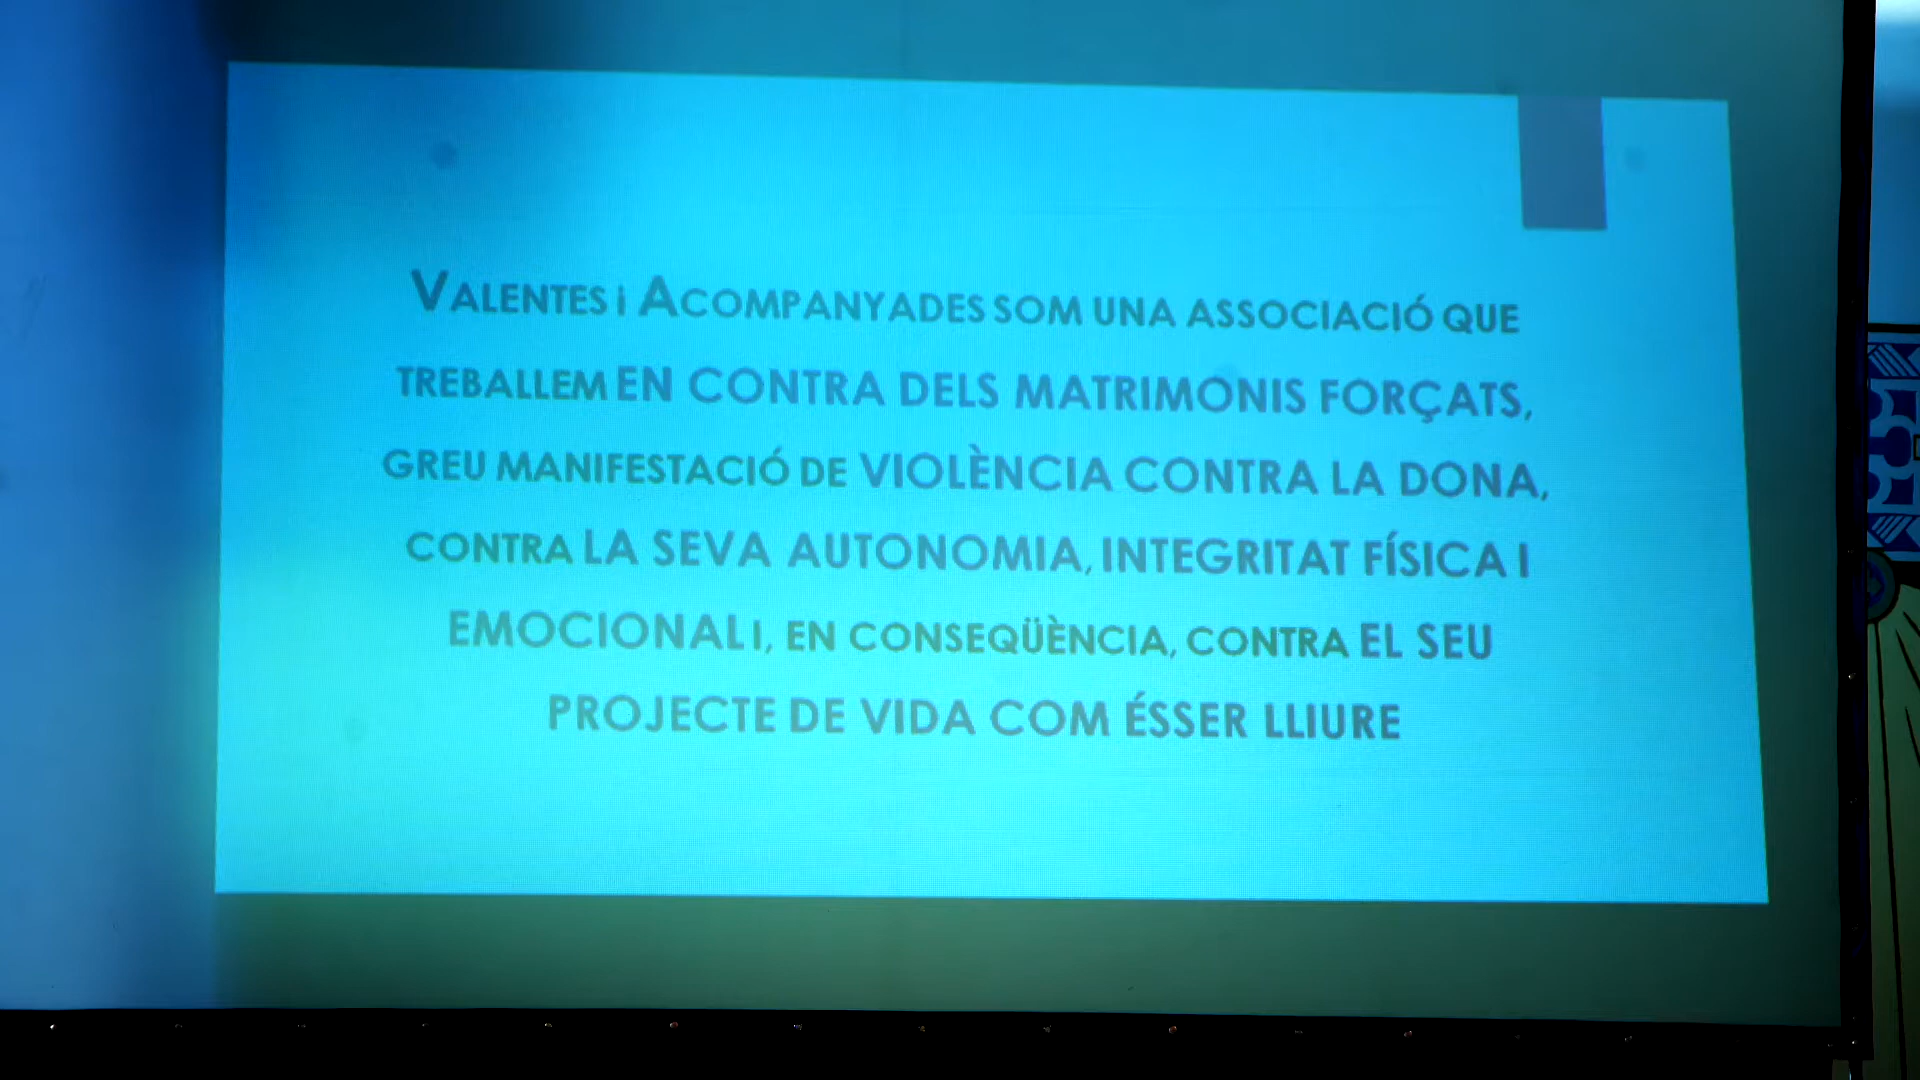 VALENTES i ACOMPANYADES SOM UNA ASSOCIACIÓ QUE
TREBALLEM EN CONTRA DELS MATRIMONIS FORÇATS,
GREU MANIFESTACIÓ DE VIOLÈNCIA CONTRA LA DONA,
CONTRA LA SEVA AUTONOMIA, INTEGRITAT FÍSICA I
EMOCIONAL I, EN CONSEQÜÈNCIA, CONTRA EL SEU
PROJECTE DE VIDA COM ÉSSER LLIURE